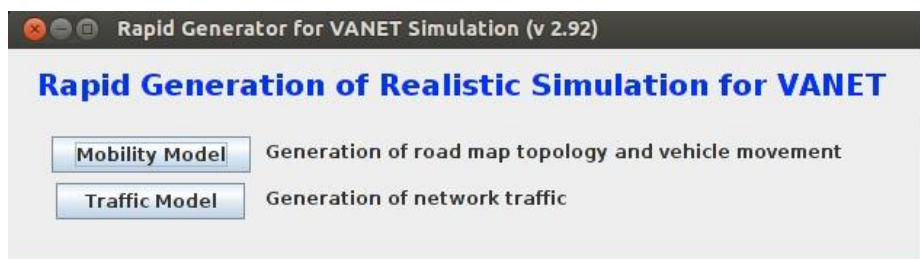 Rapid Generator for VANET Simulation (v 2.92)
Rapid Generation of Realistic Simulation for VANET
Mobility Model Generation of road map topology and vehicle movement
Traffic Model Generation of network traffic